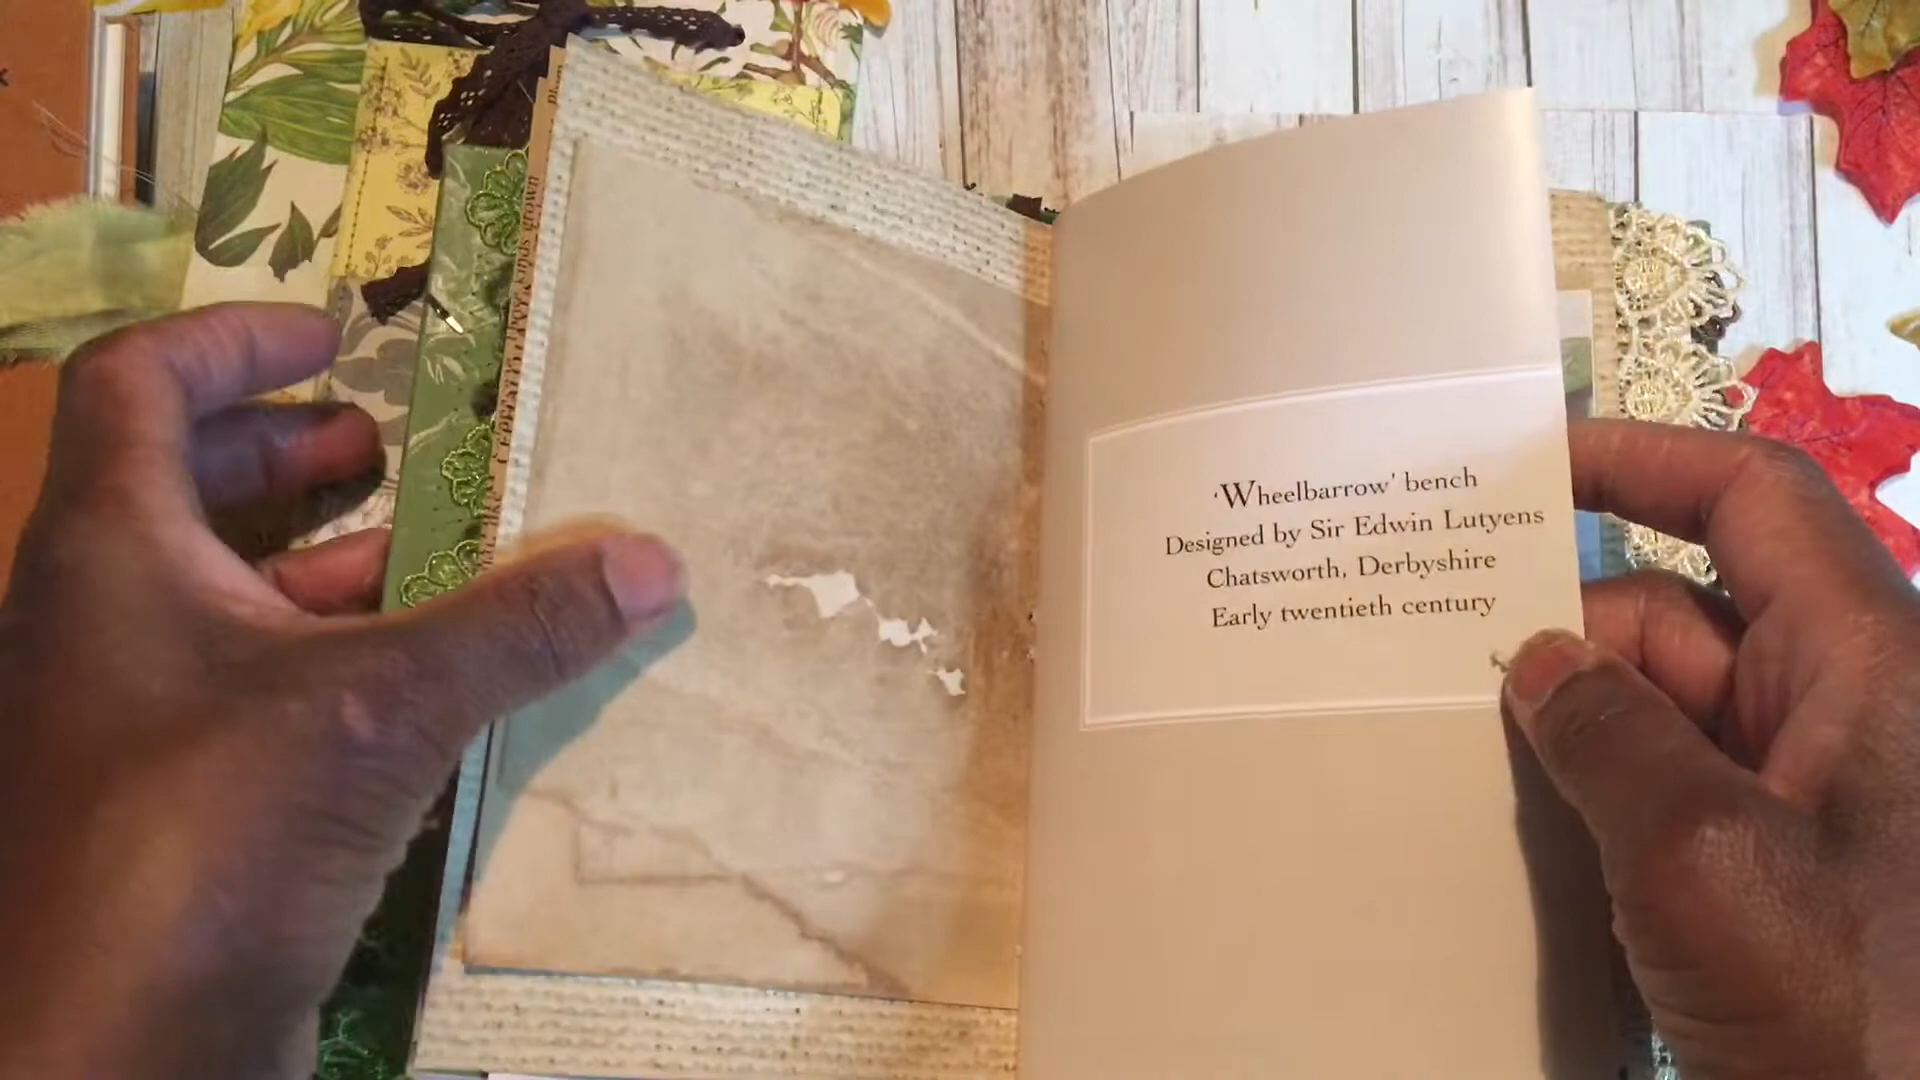 ‘Wheelbarrow’ bench
Designed by Sir Edwin Lutyens
Chatsworth, Derbyshire
Early twentieth century